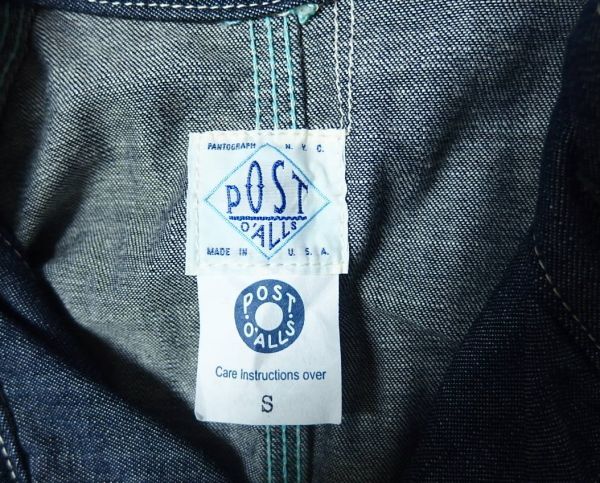 PANTOGRAPH N.Y.C.
POST
O'ALLS
MADE IN U.S.A.
POST
O'ALLS
Care Instructions over
S